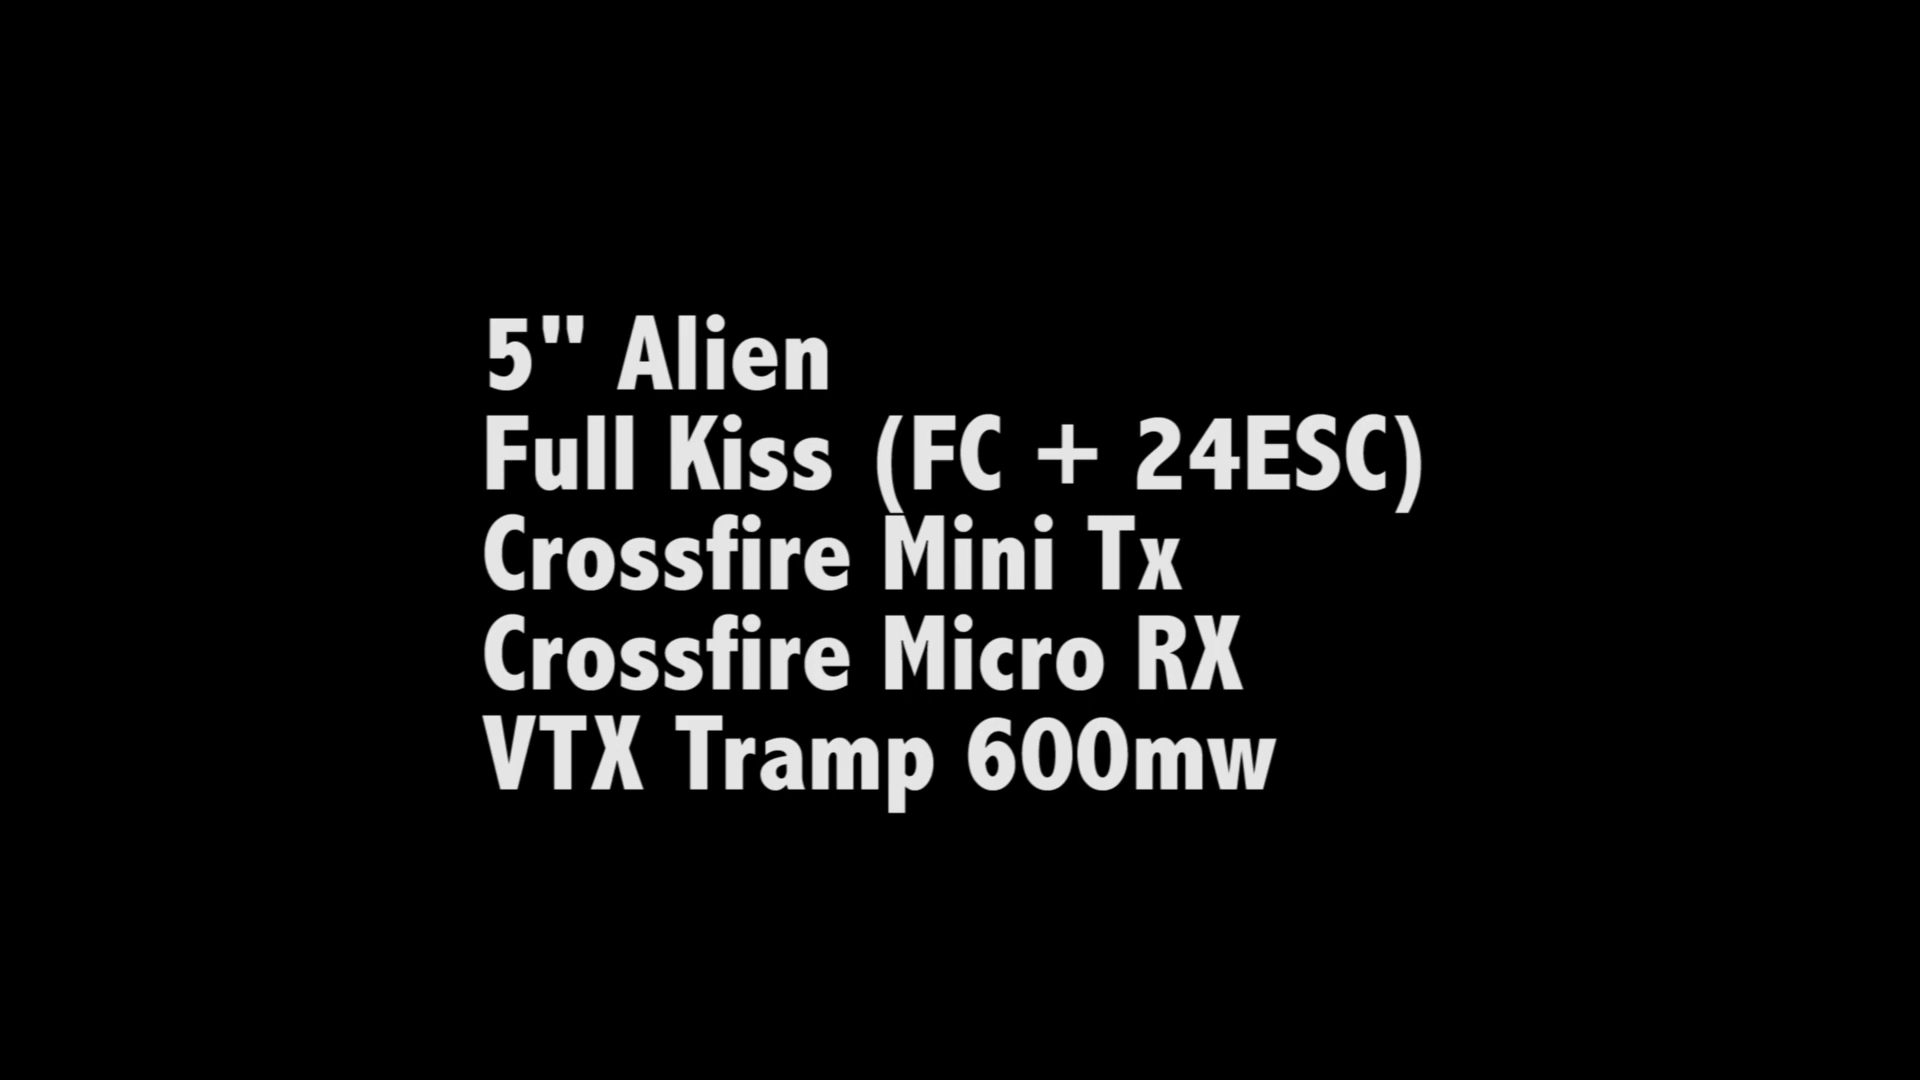 5" Alien
Full Kiss (FC + 24ESC)
Crossfire Mini Tx
Crossfire Micro RX
VTX Tramp 600mw